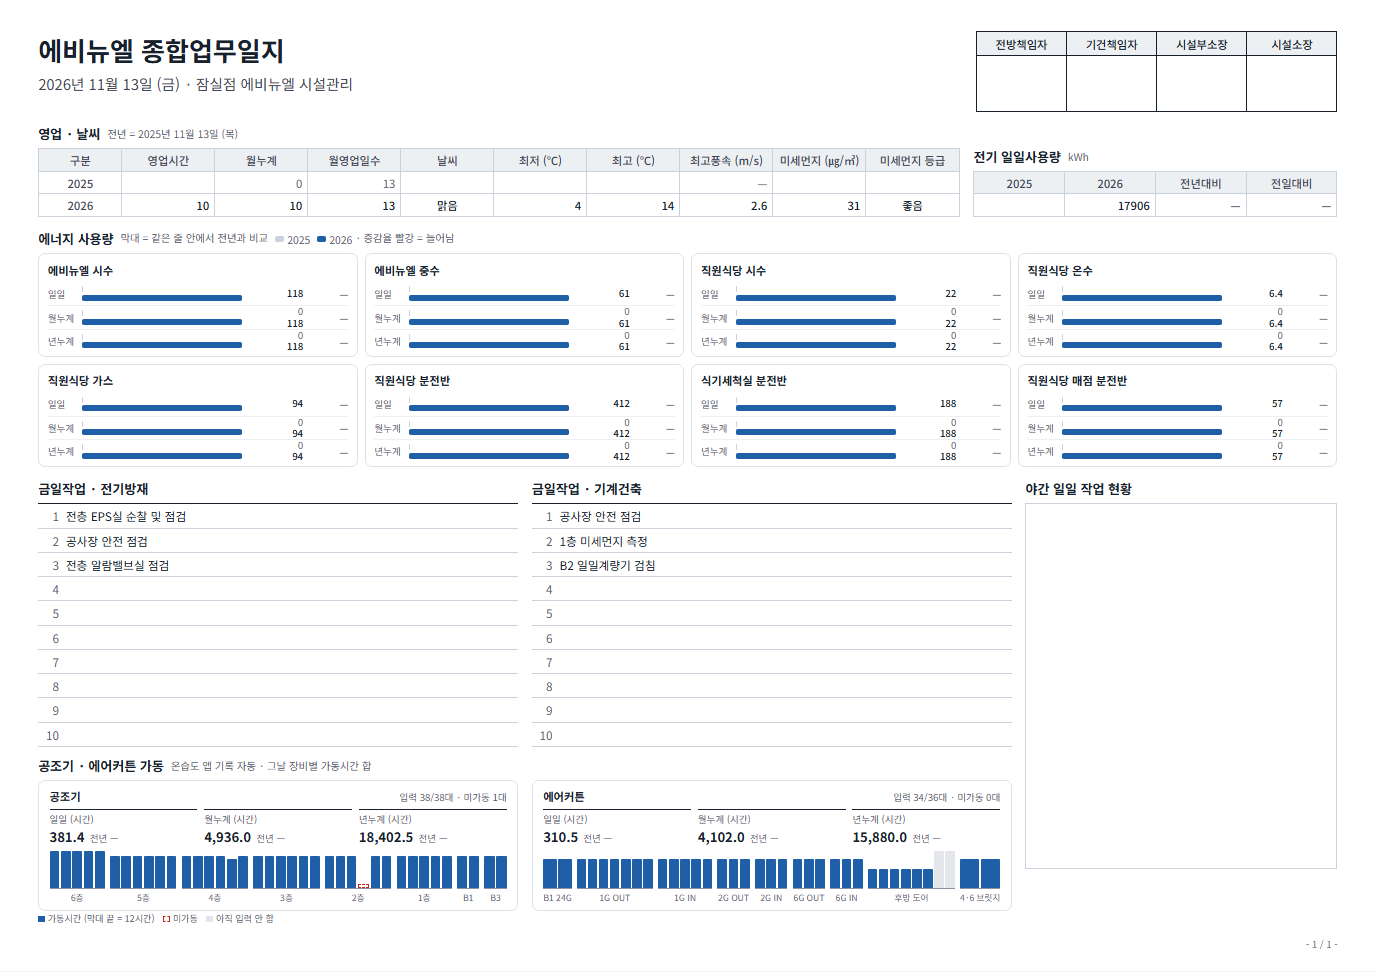 에비뉴엘 종합업무일지
2026년 11월 13일 (금) · 잠실점 에비뉴엘 시설관리
전방책임자 기건책임자 시설부소장 시설소장
영업 · 날씨 전년 = 2025년 11월 13일 (목)
구분 영업시간 월누계 월영업일수 날씨 최저 (℃) 최고 (℃) 최고풍속 (m/s) 미세먼지 (㎍/㎥) 미세먼지 등급
2025 0 13 —
2026 10 10 13 맑음 4 14 2.6 31 좋음
전기 일일사용량 kWh
2025 2026 전년대비 전일대비
17906 — —
에너지 사용량 막대 = 같은 줄 안에서 전년과 비교 2025 2026 · 증감율 빨강 = 늘어남
에비뉴엘 시수
일일 118 —
월누계 0 118 —
년누계 0 118 —
에비뉴엘 중수
일일 61 —
월누계 0 61 —
년누계 0 61 —
직원식당 시수
일일 22 —
월누계 0 22 —
년누계 0 22 —
직원식당 온수
일일 6.4 —
월누계 0 6.4 —
년누계 0 6.4 —
직원식당 가스
일일 94 —
월누계 0 94 —
년누계 0 94 —
직원식당 분전반
일일 412 —
월누계 0 412 —
년누계 0 412 —
식기세척실 분전반
일일 188 —
월누계 0 188 —
년누계 0 188 —
직원식당 매점 분전반
일일 57 —
월누계 0 57 —
년누계 0 57 —
금일작업 · 전기방재
1 전층 EPS실 순찰 및 점검
2 공사장 안전 점검
3 전층 알람밸브실 점검
4
5
6
7
8
9
10
금일작업 · 기계건축
1 공사장 안전 점검
2 1층 미세먼지 측정
3 B2 일일계량기 검침
4
5
6
7
8
9
10
야간 일일 작업 현황
공조기 · 에어커튼 가동 온습도 앱 기록 자동 · 그날 장비별 가동시간 합
공조기 입력 38/38대 · 미가동 1대
일일 (시간) 월누계 (시간) 년누계 (시간)
381.4 전년 — 4,936.0 전년 — 18,402.5 전년 —
6층 5층 4층 3층 2층 1층 B1 B3
에어커튼 입력 34/36대 · 미가동 0대
일일 (시간) 월누계 (시간) 년누계 (시간)
310.5 전년 — 4,102.0 전년 — 15,880.0 전년 —
B1 24G 1G OUT 1G IN 2G OUT 2G IN 6G OUT 6G IN 후방 도어 4·6 브릿지
가동시간 (막대 끝 = 12시간) 미가동 아직 입력 안 함
- 1 / 1 -